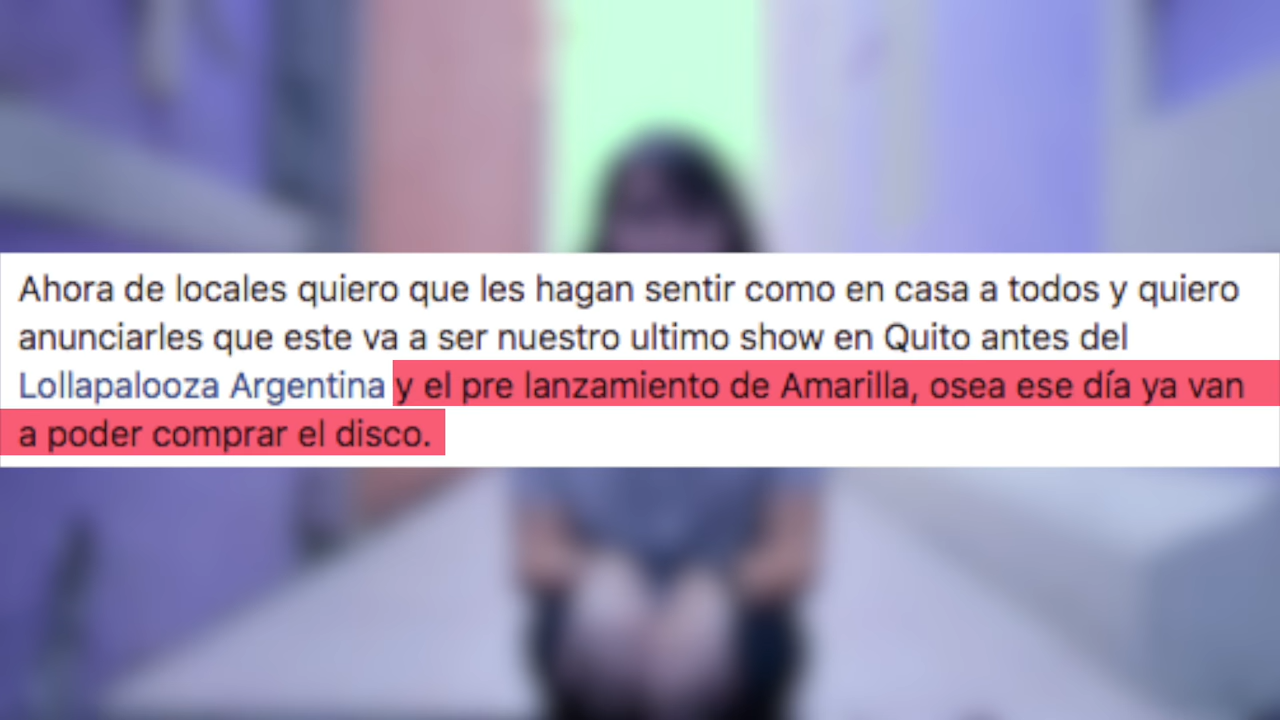 Ahora de locales quiero que les hagan sentir como en casa a todos y quiero
anunciarles que este va a ser nuestro ultimo show en Quito antes del
Lollapalooza Argentina y el pre lanzamiento de Amarilla, osea ese día ya van
a poder comprar el disco.